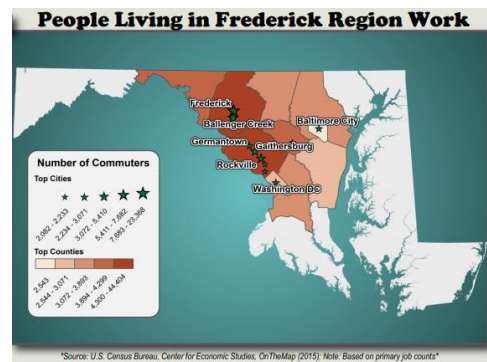 People Living in Frederick Region Work
Frederick
Ballenger Creek
Baltimore City
Germantown
Gaithersburg
Rockville
Washington DC
Number of Commuters
Top Cities
2,082 - 2,233
2,234 - 3,071
3,072 - 5,410
5,411 - 7,682
7,683 - 23,368
Top Counties
2,543
2,544 - 3,071
3,072 - 3,893
3,894 - 4,299
4,300 - 44,404
*Source: U.S. Census Bureau, Center for Economic Studies, OnTheMap (2015); Note: Based on primary job counts*